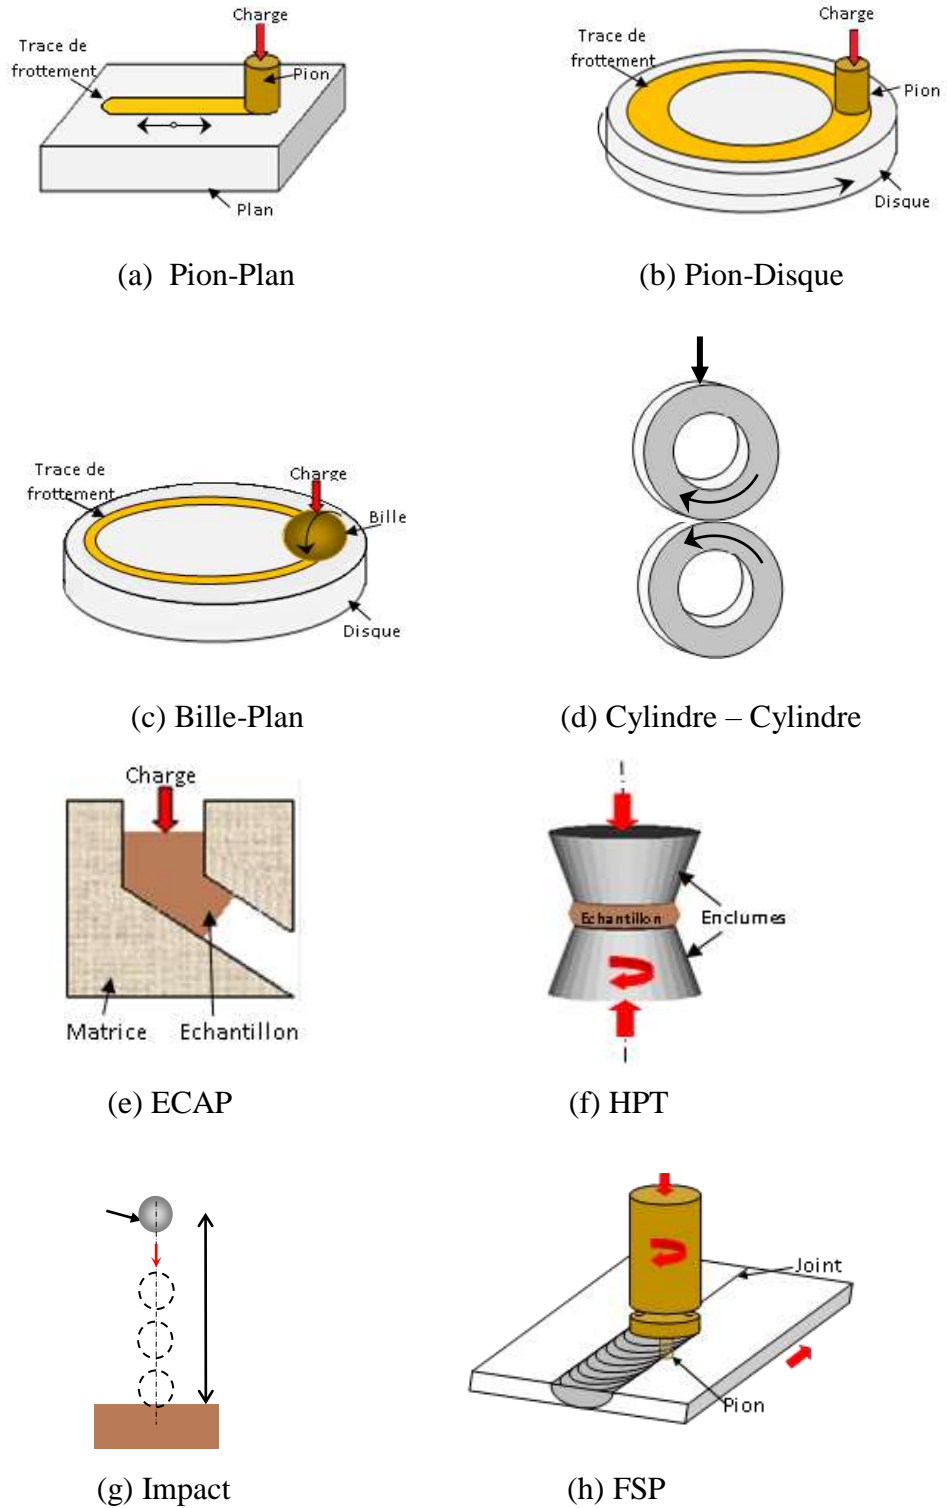 Charge
Trace de
frottement
Pion
Plan
(a) Pion-Plan
Charge
Trace de
frottement
Pion
Disque
(b) Pion-Disque
Trace de
frottement
Charge
Bille
Disque
(c) Bille-Plan
(d) Cylindre – Cylindre
Charge
Matrice
Echantillon
(e) ECAP
Echantillon
Enclumes
(f) HPT
(g) Impact
Joint
Pion
(h) FSP